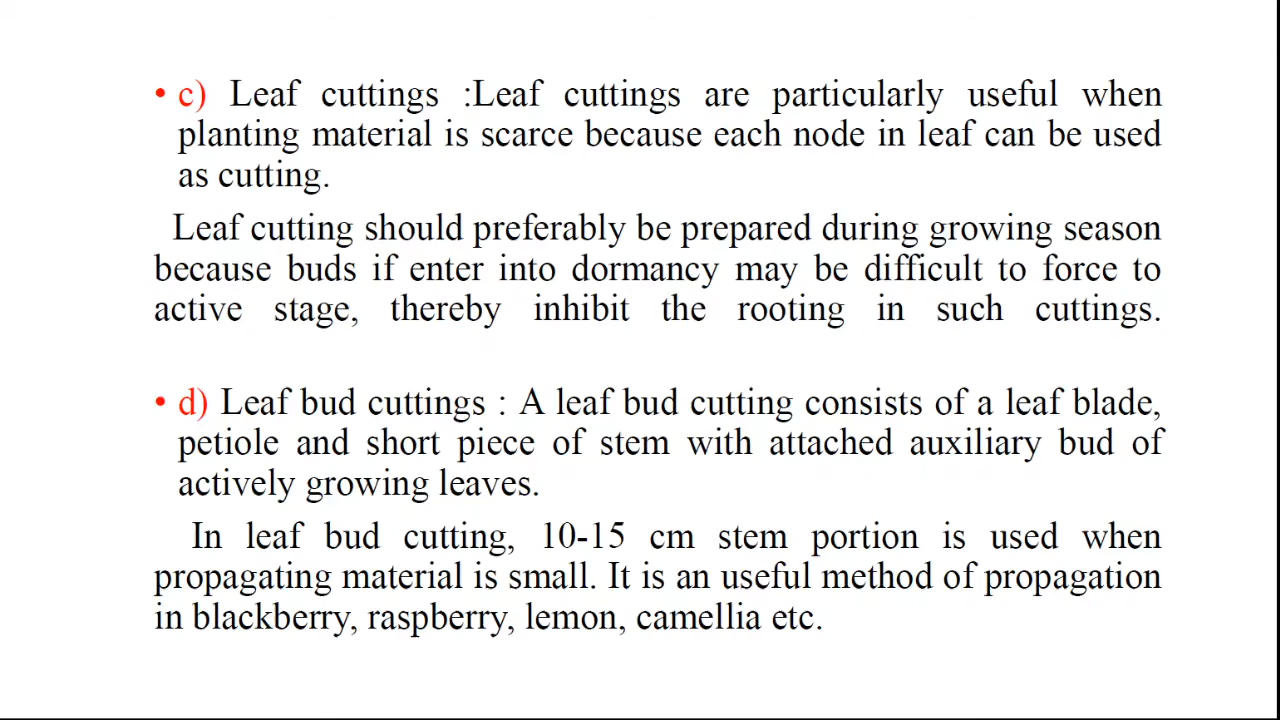 • c) Leaf cuttings :Leaf cuttings are particularly useful when
planting material is scarce because each node in leaf can be used
as cutting.
Leaf cutting should preferably be prepared during growing season
because buds if enter into dormancy may be difficult to force to
active stage, thereby inhibit the rooting in such cuttings.
• d) Leaf bud cuttings : A leaf bud cutting consists of a leaf blade,
petiole and short piece of stem with attached auxiliary bud of
actively growing leaves.
In leaf bud cutting, 10-15 cm stem portion is used when
propagating material is small. It is an useful method of propagation
in blackberry, raspberry, lemon, camellia etc.